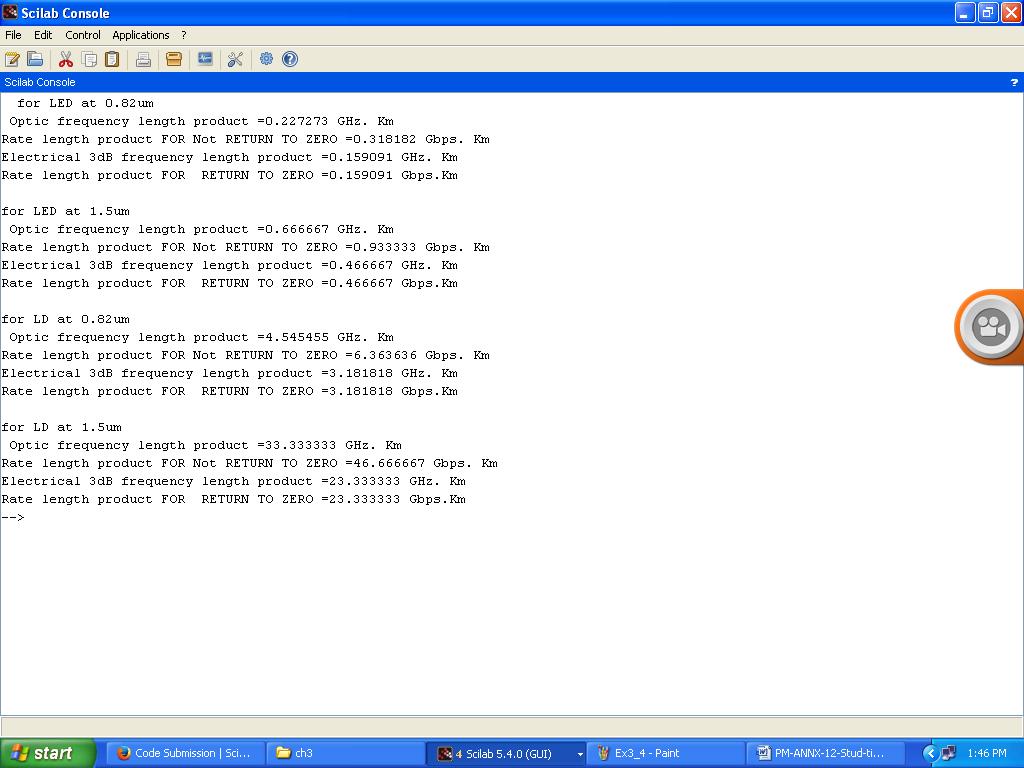 Scilab Console
File Edit Control Applications ?
Scilab Console ?
for LED at 0.82um
Optic frequency length product =0.227273 GHz. Km
Rate length product FOR Not RETURN TO ZERO =0.318182 Gbps. Km
Electrical 3dB frequency length product =0.159091 GHz. Km
Rate length product FOR  RETURN TO ZERO =0.159091 Gbps.Km
for LED at 1.5um
Optic frequency length product =0.666667 GHz. Km
Rate length product FOR Not RETURN TO ZERO =0.933333 Gbps. Km
Electrical 3dB frequency length product =0.466667 GHz. Km
Rate length product FOR  RETURN TO ZERO =0.466667 Gbps.Km
for LD at 0.82um
Optic frequency length product =4.545455 GHz. Km
Rate length product FOR Not RETURN TO ZERO =6.363636 Gbps. Km
Electrical 3dB frequency length product =3.181818 GHz. Km
Rate length product FOR  RETURN TO ZERO =3.181818 Gbps.Km
for LD at 1.5um
Optic frequency length product =33.333333 GHz. Km
Rate length product FOR Not RETURN TO ZERO =46.666667 Gbps. Km
Electrical 3dB frequency length product =23.333333 GHz. Km
Rate length product FOR  RETURN TO ZERO =23.333333 Gbps.Km
-->
start Code Submission | Sci... ch3 4 Scilab 5.4.0 (GUI) Ex3_4 - Paint PM-ANNX-12-Stud-ti... 1:46 PM